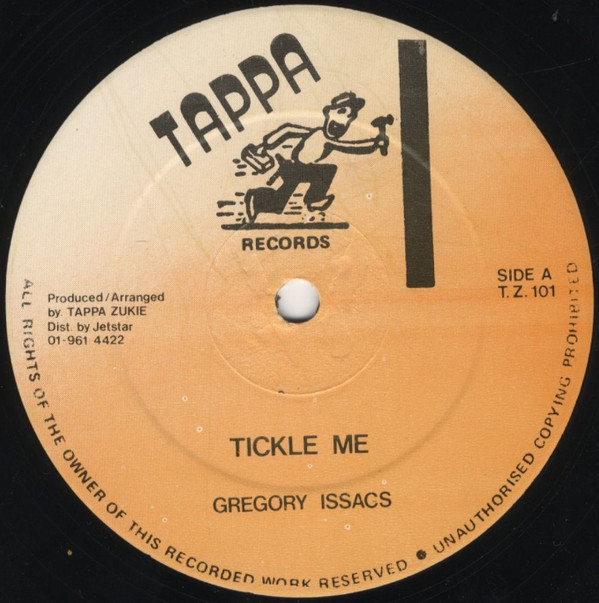 TAPPA
RECORDS
Produced/Arranged
by. TAPPA ZUKIE
Dist. by Jetstar
01-961 4422
SIDE A
T.Z. 101
TICKLE ME
GREGORY ISSACS
ALL RIGHTS OF THE OWNER OF THIS RECORDED WORK RESERVED ● UNAUTHORISED COPYING PROHIBITED